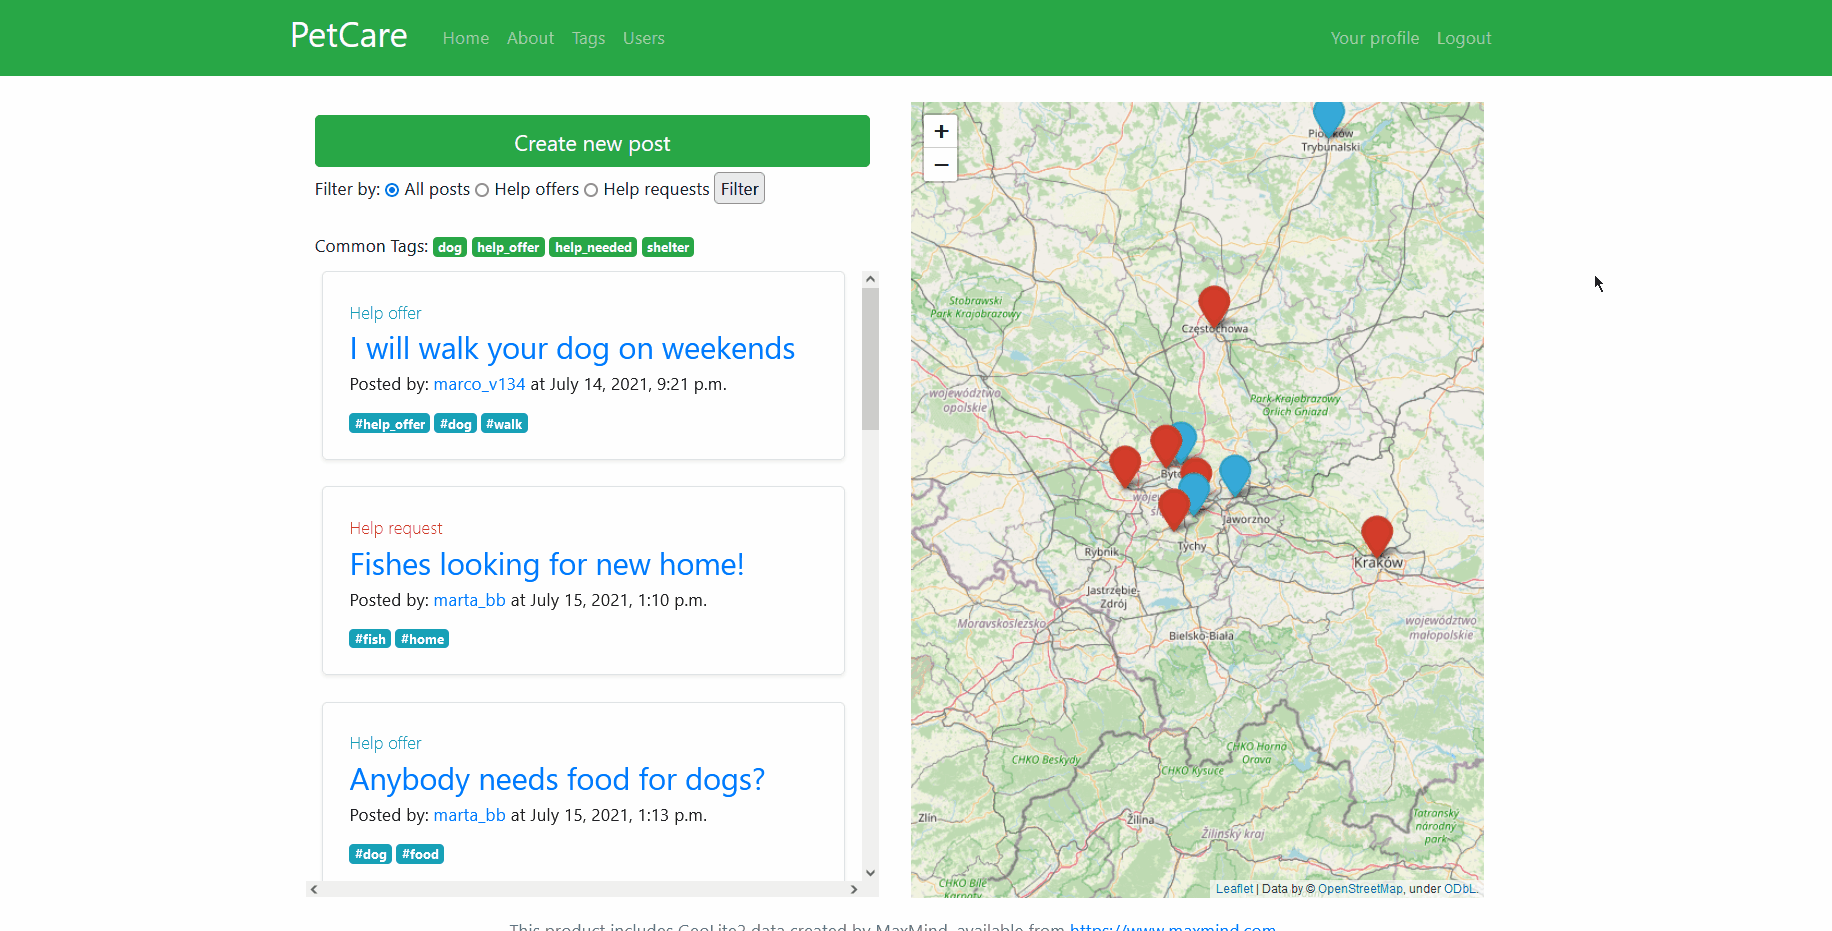 PetCare Home About Tags Users Your profile Logout
Create new post
Filter by: All posts Help offers Help requests Filter
Common Tags: dog help_offer help_needed shelter
Help offer
I will walk your dog on weekends
Posted by: marco_v134 at July 14, 2021, 9:21 p.m.
#help_offer #dog #walk
Help request
Fishes looking for new home!
Posted by: marta_bb at July 15, 2021, 1:10 p.m.
#fish #home
Help offer
Anybody needs food for dogs?
Posted by: marta_bb at July 15, 2021, 1:13 p.m.
#dog #food
+
−
Trybunalski
Stobrawski
Park Krajobrazowy
Częstochowa
województwo
opolskie
Park Krajobrazowy
Orlich Gniazd
Jaworzno
Rybnik
Tychy
Kraków
Jastrzębie-
Zdrój
Moravskoslezsko
Bielsko-Biała
województwo
małopolskie
CHKO Beskydy
CHKO Horná
Orava
CHKO Kysuce
Zlín
Žilina
Žilinský kraj
Tatranský
národný
park
CHKO Bílé
Karpaty
Leaflet | Data by © OpenStreetMap, under ODbL.
This product includes GeoLite2 data created by MaxMind, available from https://www.maxmind.com